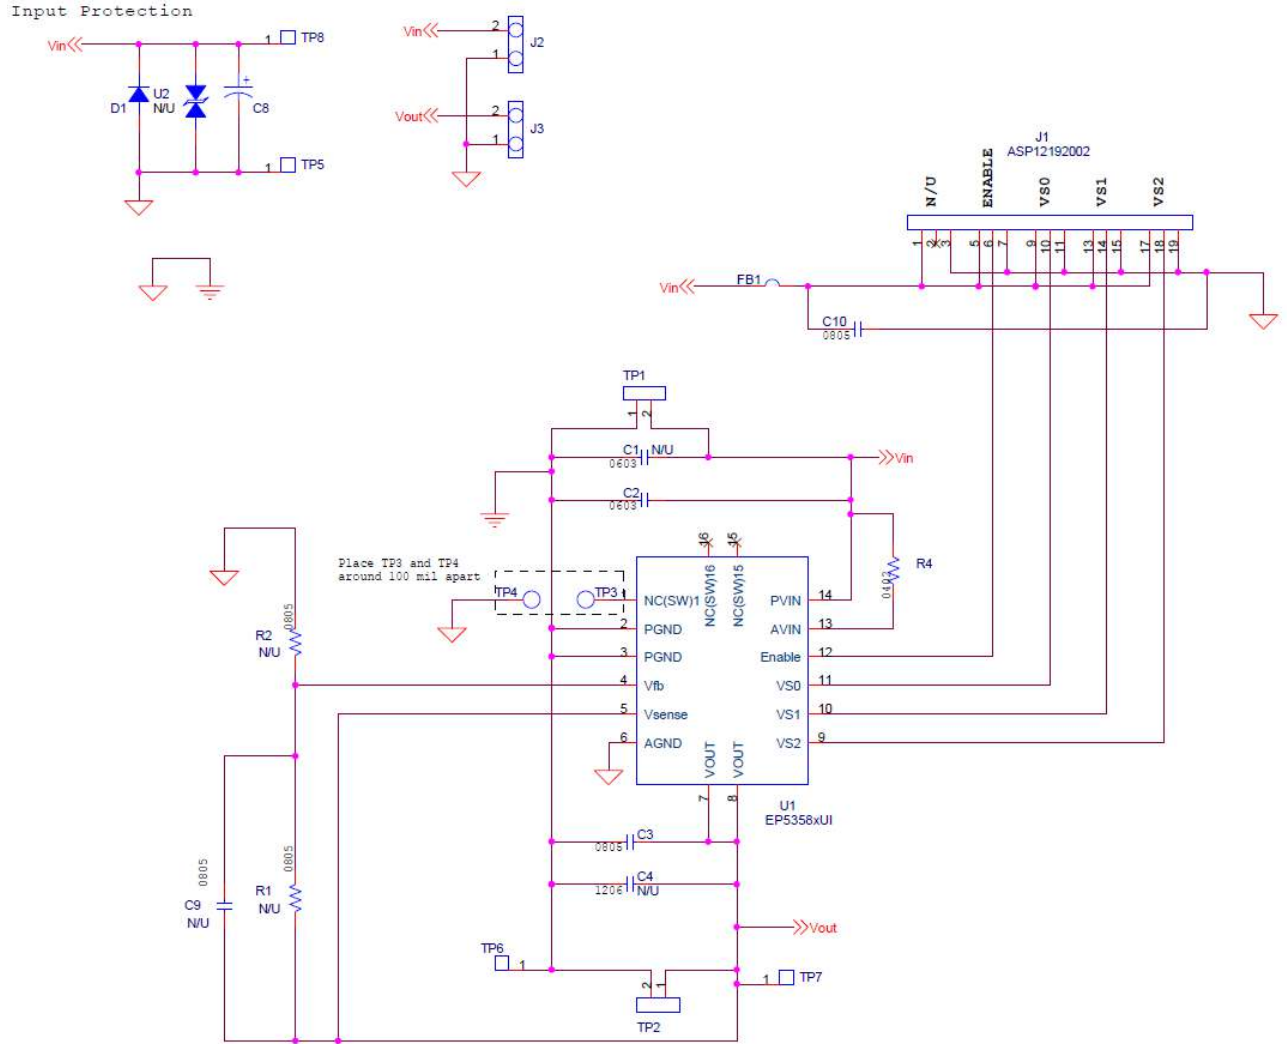 Input Protection
Vin
1
TP8
D1
U2
N/U
+
C8
1
TP5
Vin
2
1
J2
Vout
2
1
J3
J1
ASP12192002
N/U
ENABLE
VS0
VS1
VS2
1
2
3
5
6
7
9
10
11
13
14
15
17
18
19
Vin
FB1
C10
0805
TP1
1
2
C1
N/U
0603
Vin
C2
0603
Place TP3 and TP4
around 100 mil apart
TP4
TP3
16
15
R4
0402
1
NC(SW)1
NC(SW)16
NC(SW)15
PVIN
14
2
PGND
AVIN
13
3
PGND
Enable
12
4
Vfb
VS0
11
5
Vsense
VS1
10
6
AGND
VOUT
VOUT
VS2
9
7
8
U1
EP5358xUI
0805
R2
N/U
C3
0805
C4
1206
N/U
0805
0805
C9
N/U
R1
N/U
Vout
TP6
1
2
1
TP2
1
TP7